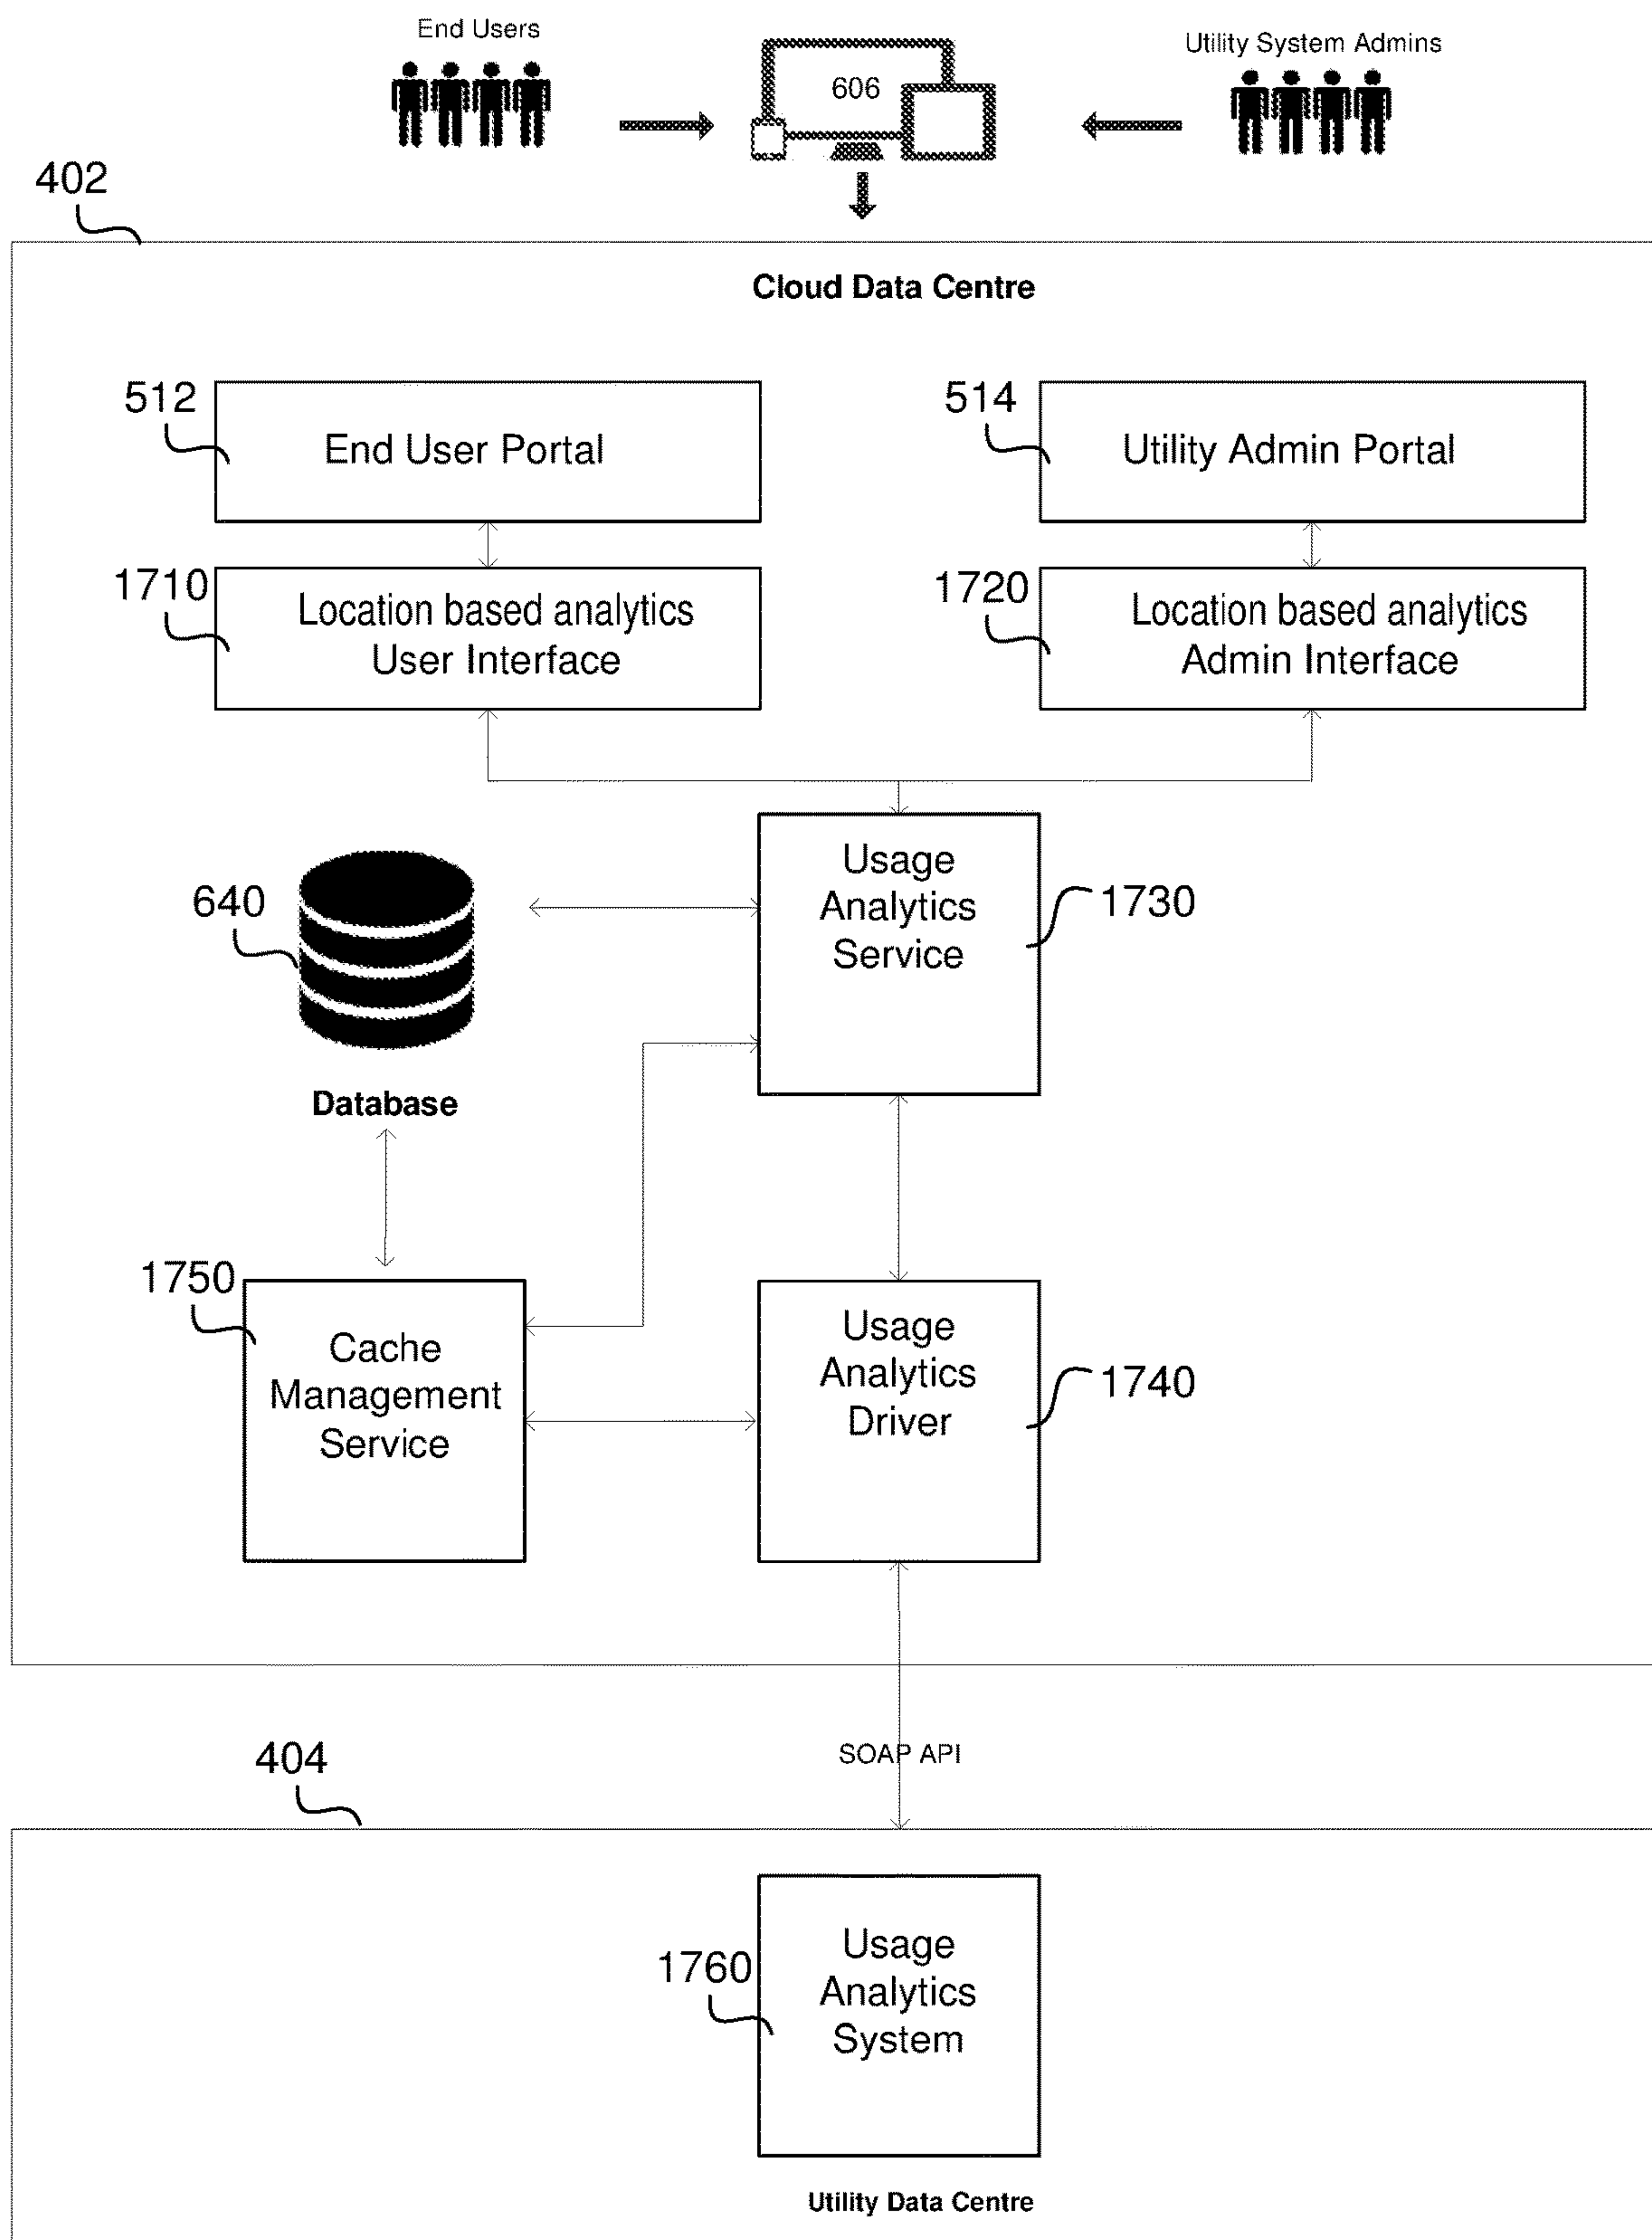 End Users
Utility System Admins
606
402
Cloud Data Centre
512
End User Portal
514
Utility Admin Portal
1710
Location based analytics
User Interface
1720
Location based analytics
Admin Interface
640
Database
Usage
Analytics
Service
1730
1750
Cache
Management
Service
Usage
Analytics
Driver
1740
SOAP API
404
1760
Usage
Analytics
System
Utility Data Centre